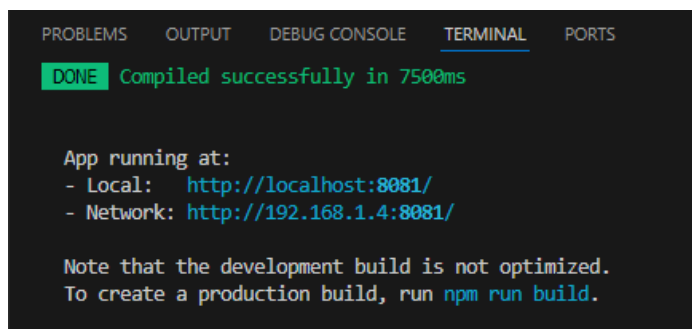 PROBLEMS OUTPUT DEBUG CONSOLE TERMINAL PORTS
DONE Compiled successfully in 7500ms
App running at:
- Local: http://localhost:8081/
- Network: http://192.168.1.4:8081/
Note that the development build is not optimized.
To create a production build, run npm run build.